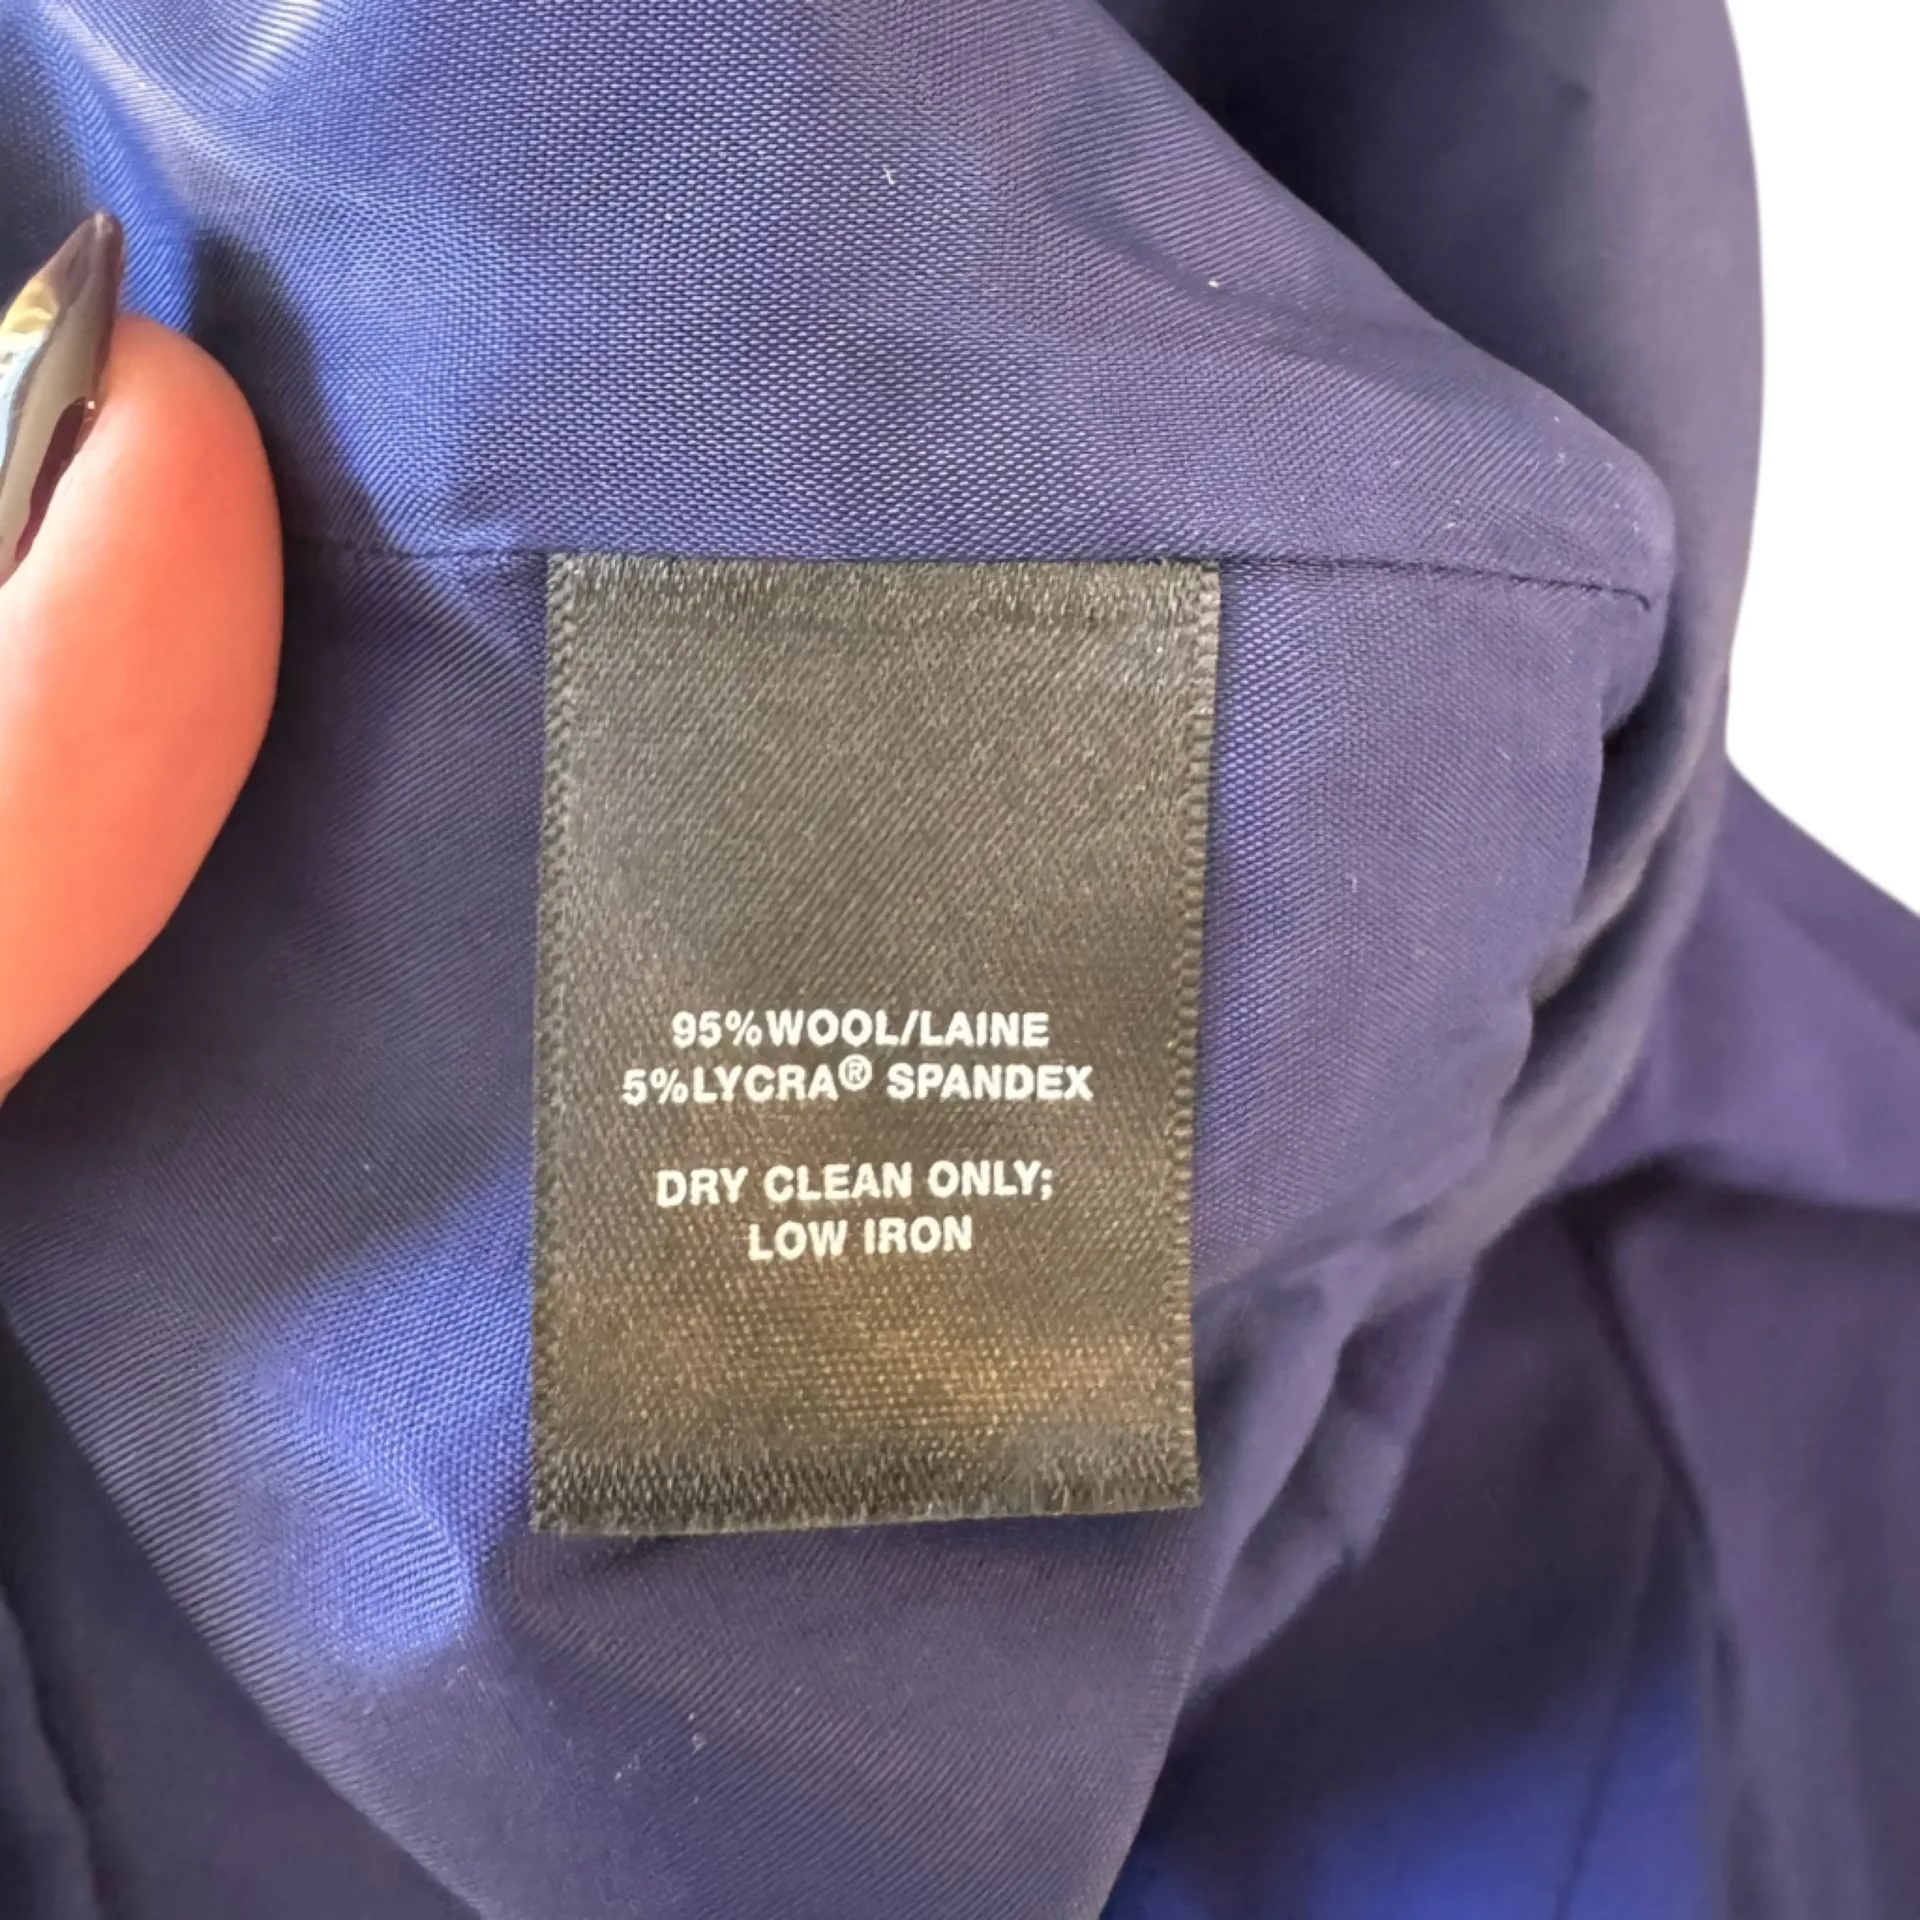 95%WOOL/LAINE
5%LYCRA® SPANDEX
DRY CLEAN ONLY;
LOW IRON